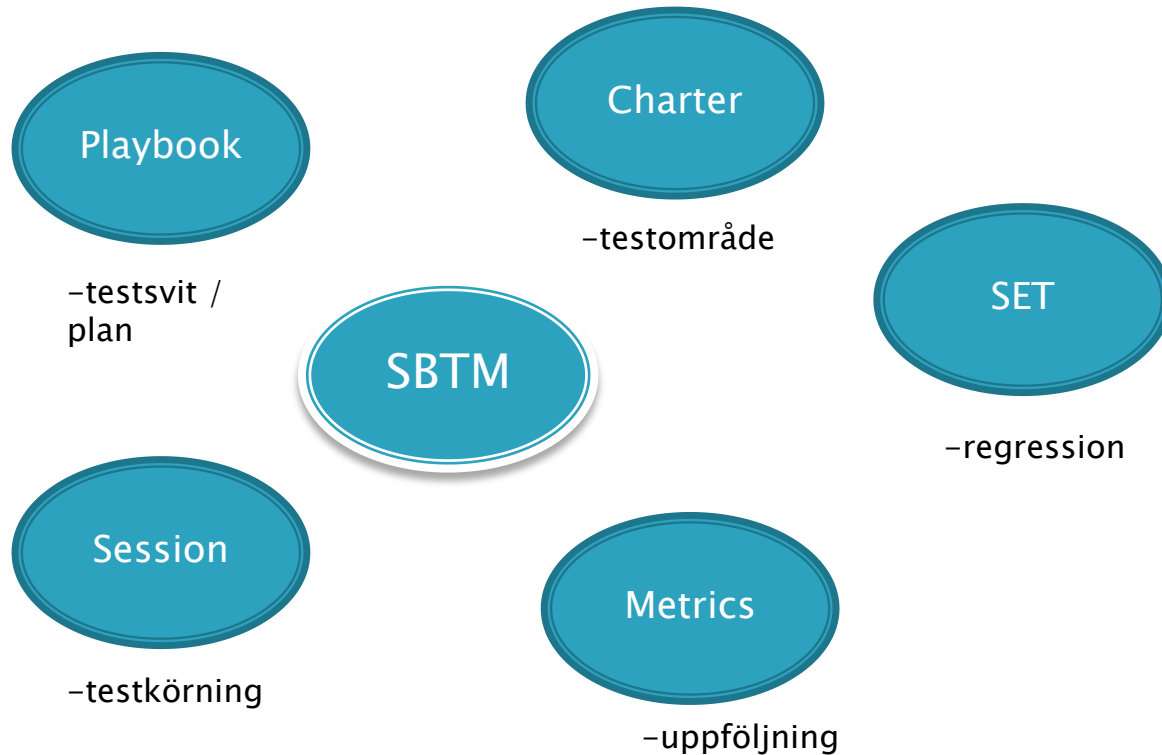 Playbook
-testsvit /
plan
Charter
-testområde
SET
-regression
SBTM
Session
-testkörning
Metrics
-uppföljning